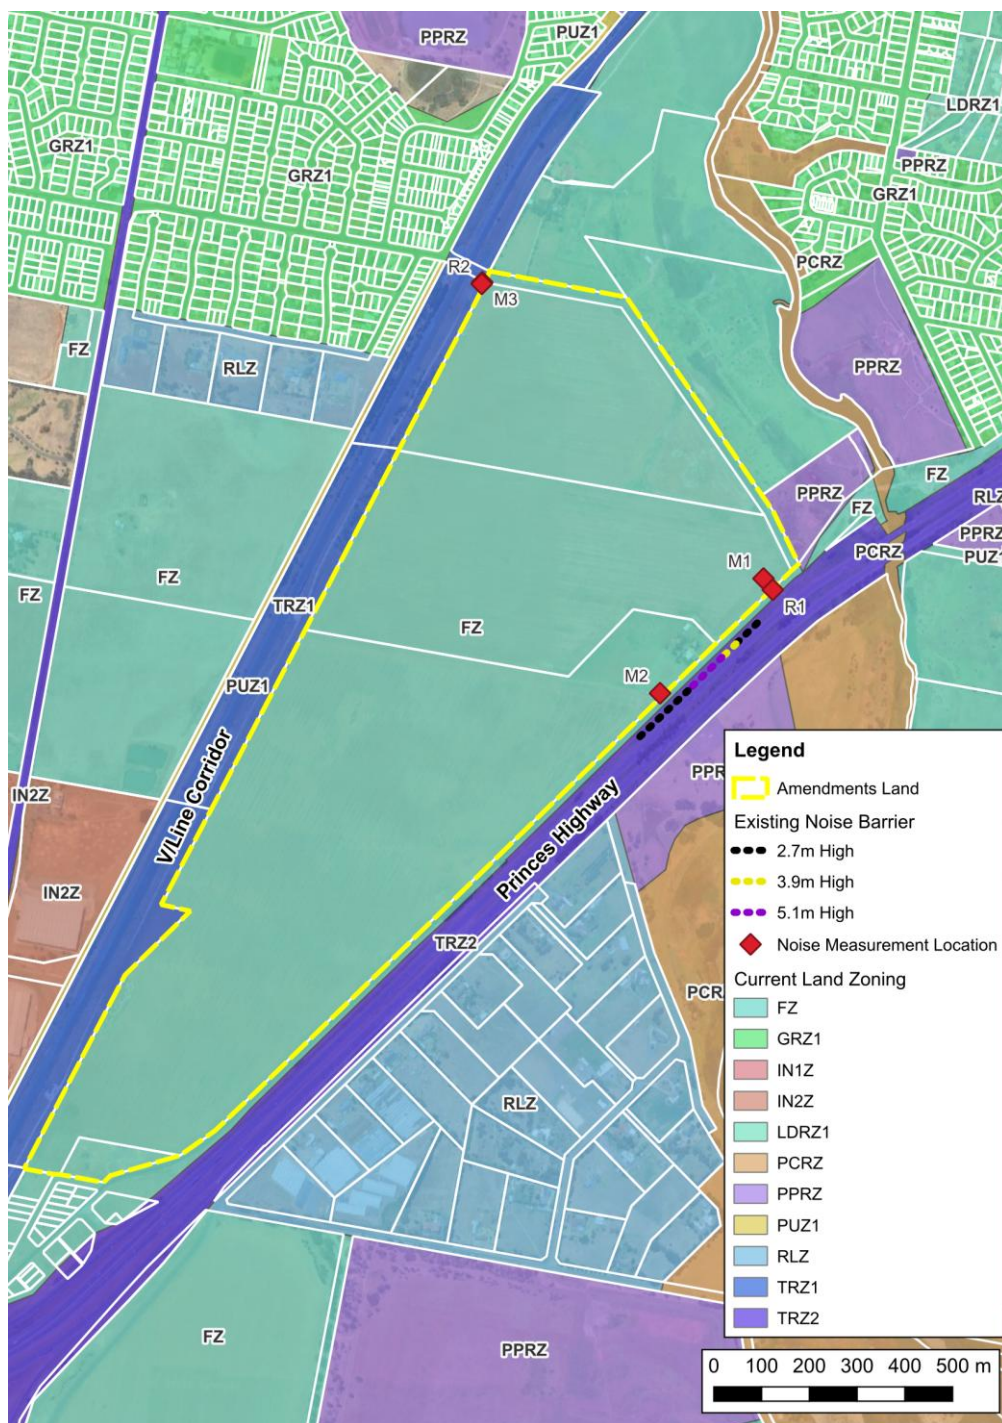 PPRZ
PUZ1
LDRZ1
GRZ1
GRZ1
PPRZ
GRZ1
R2
PCRZ
M3
FZ
RLZ
PPRZ
FZ
PPRZ
FZ
RLZ
PCRZ
PPRZ
PUZ1
M1
FZ
FZ
TRZ1
R1
FZ
M2
PUZ1
V/Line Corridor
PPR
IN2Z
Princes Highway
IN2Z
TRZ2
PCR
RLZ
FZ
PPRZ
Legend
Amendments Land
Existing Noise Barrier
2.7m High
3.9m High
5.1m High
Noise Measurement Location
Current Land Zoning
FZ
GRZ1
IN1Z
IN2Z
LDRZ1
PCRZ
PPRZ
PUZ1
RLZ
TRZ1
TRZ2
0 100 200 300 400 500 m